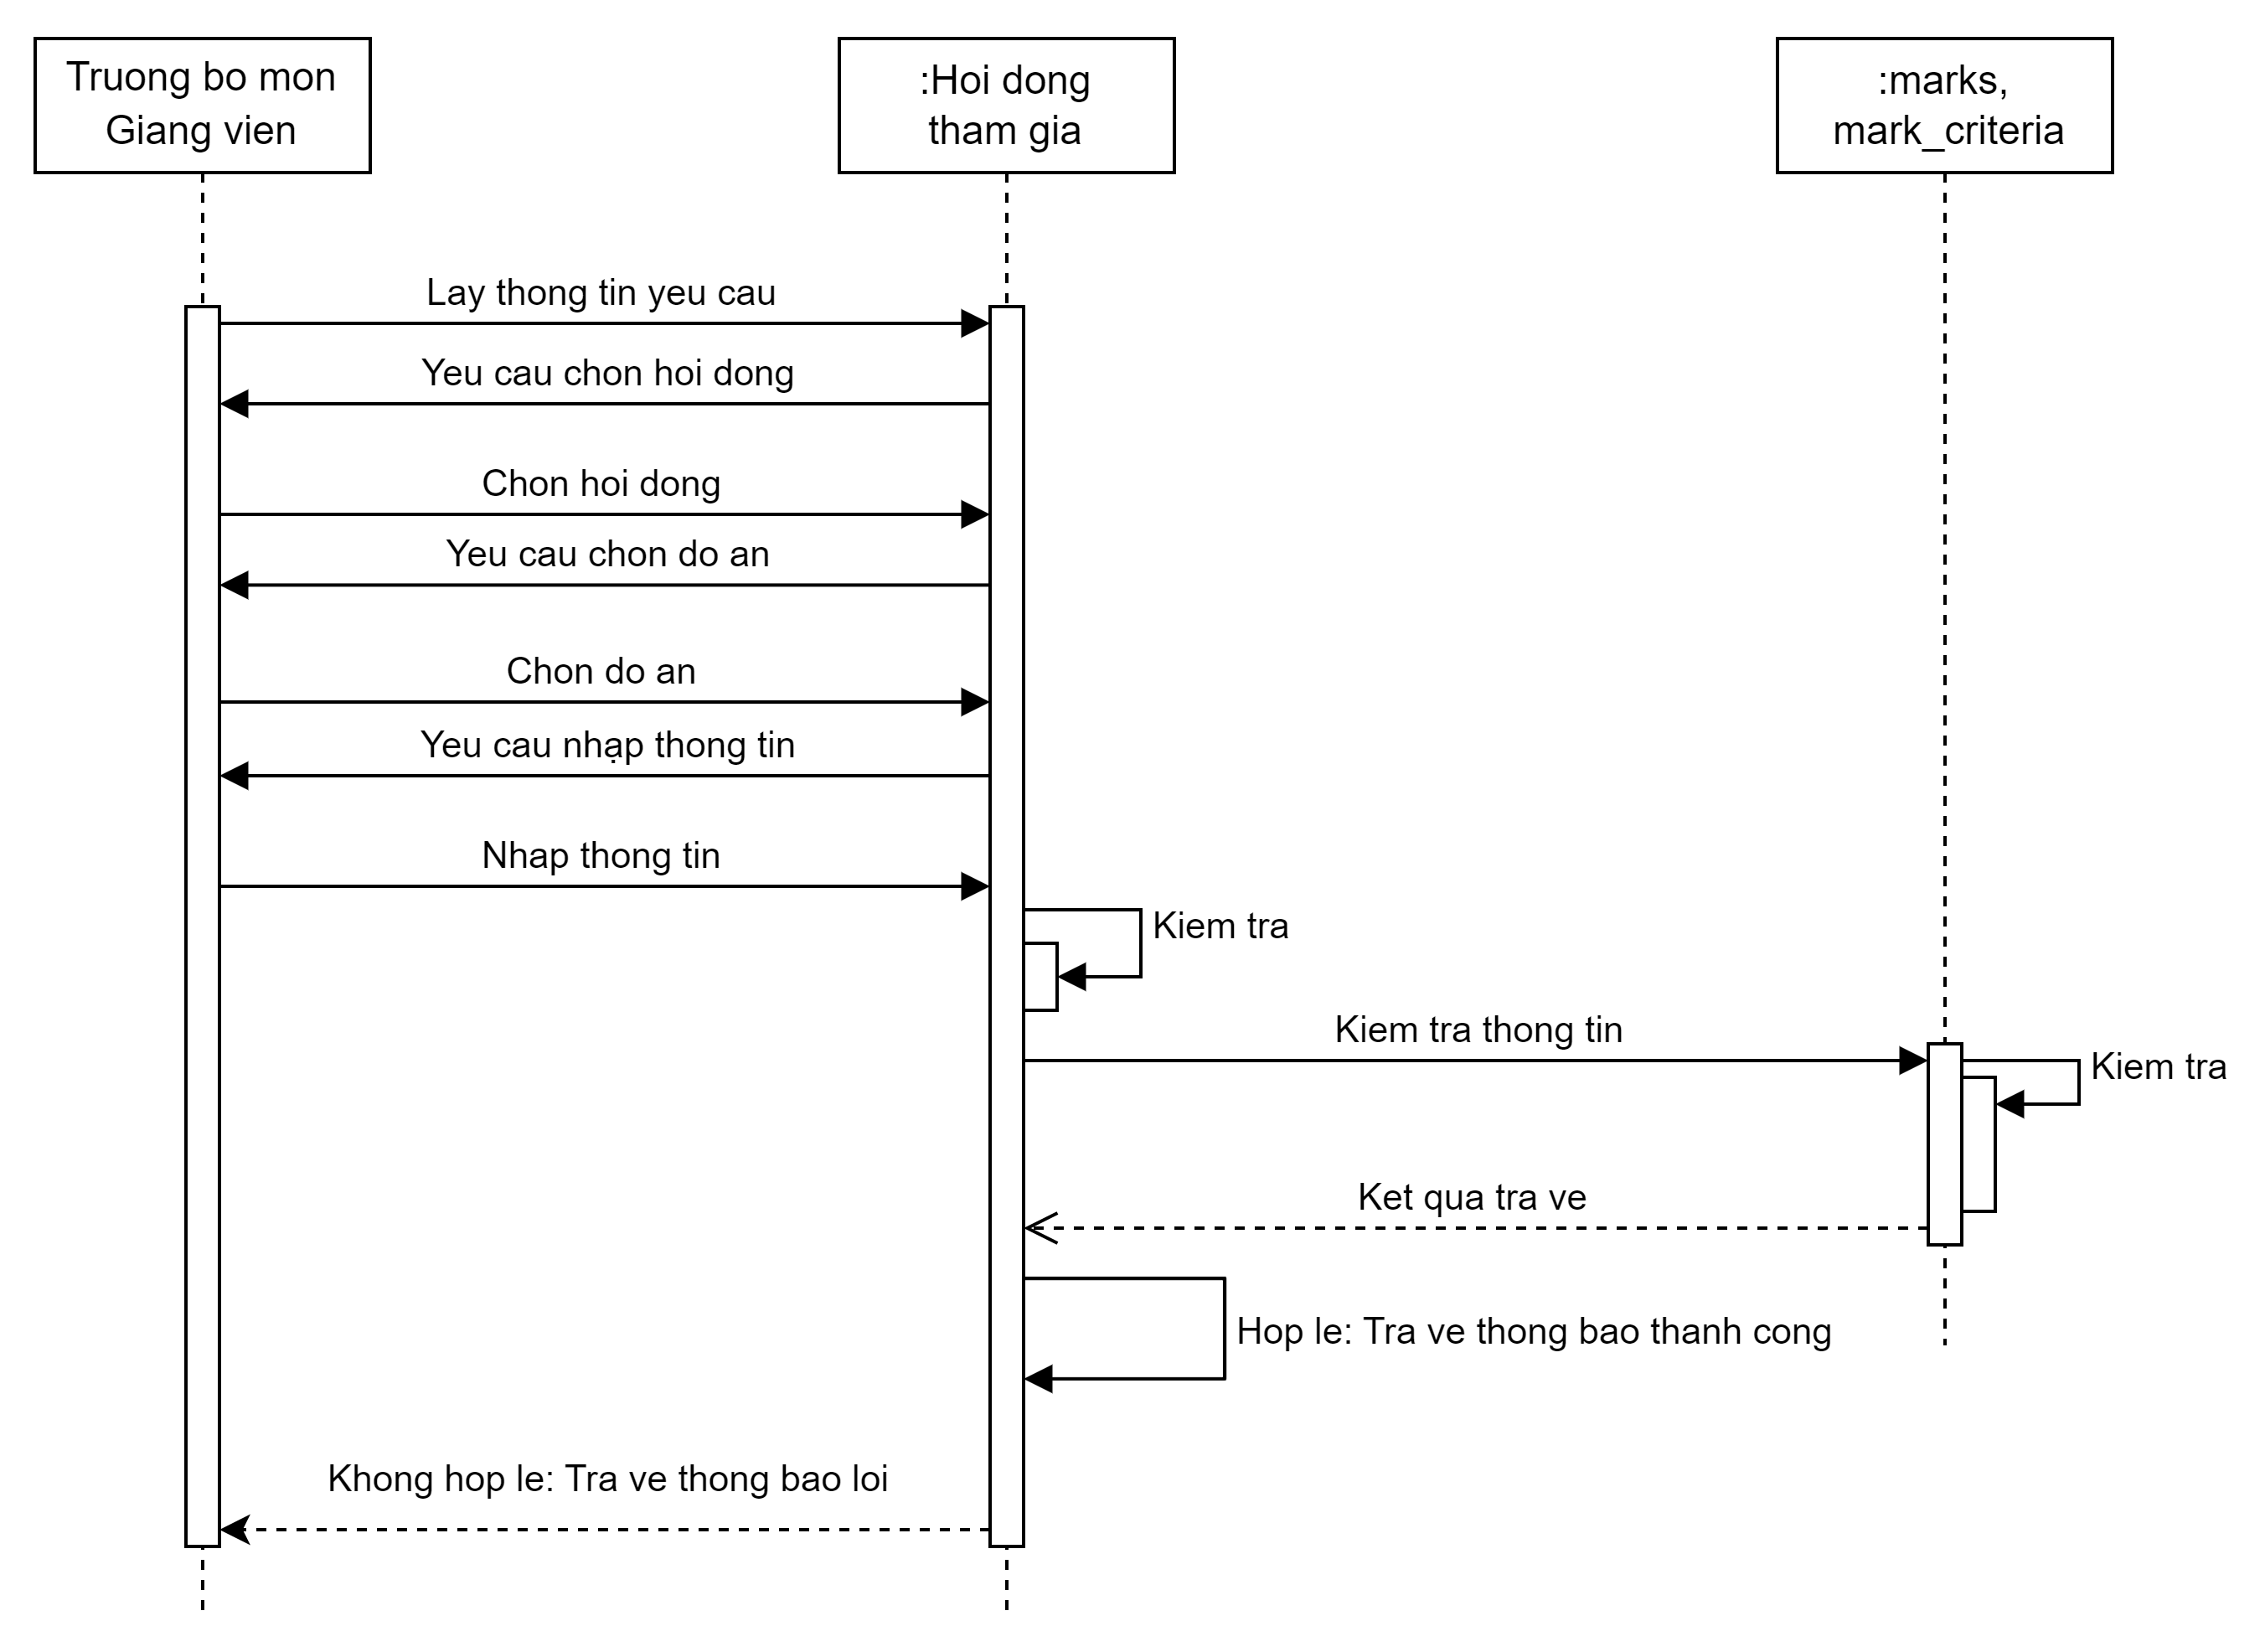 Truong bo mon
Giang vien
:Hoi dong
tham gia
:marks,
mark_criteria
Lay thong tin yeu cau
Yeu cau chon hoi dong
Chon hoi dong
Yeu cau chon do an
Chon do an
Yeu cau nhạp thong tin
Nhap thong tin
Kiem tra
Kiem tra thong tin
Kiem tra
Ket qua tra ve
Hop le: Tra ve thong bao thanh cong
Khong hop le: Tra ve thong bao loi